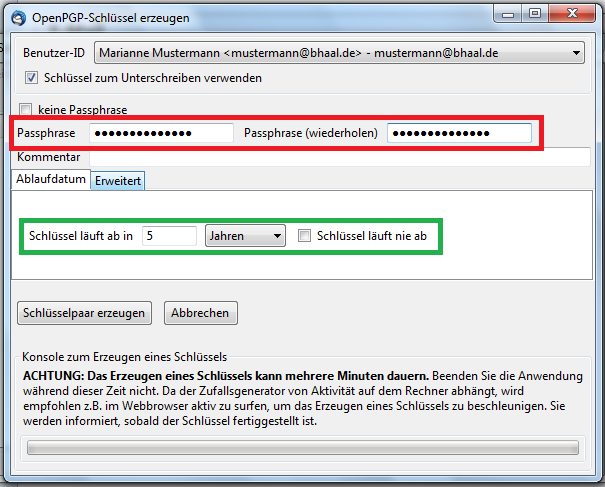 OpenPGP-Schlüssel erzeugen
Benutzer-ID Marianne Mustermann <mustermann@bhaal.de> - mustermann@bhaal.de
Schlüssel zum Unterschreiben verwenden
keine Passphrase
Passphrase ●●●●●●●●●●●●●● Passphrase (wiederholen) ●●●●●●●●●●●●●●
Kommentar
Ablaufdatum Erweitert
Schlüssel läuft ab in 5 Jahren Schlüssel läuft nie ab
Schlüsselpaar erzeugen Abbrechen
Konsole zum Erzeugen eines Schlüssels
ACHTUNG: Das Erzeugen eines Schlüssels kann mehrere Minuten dauern. Beenden Sie die Anwendung
während dieser Zeit nicht. Da der Zufallsgenerator von Aktivität auf dem Rechner abhängt, wird
empfohlen z.B. im Webbrowser aktiv zu surfen, um das Erzeugen eines Schlüssels zu beschleunigen. Sie
werden informiert, sobald der Schlüssel fertiggestellt ist.